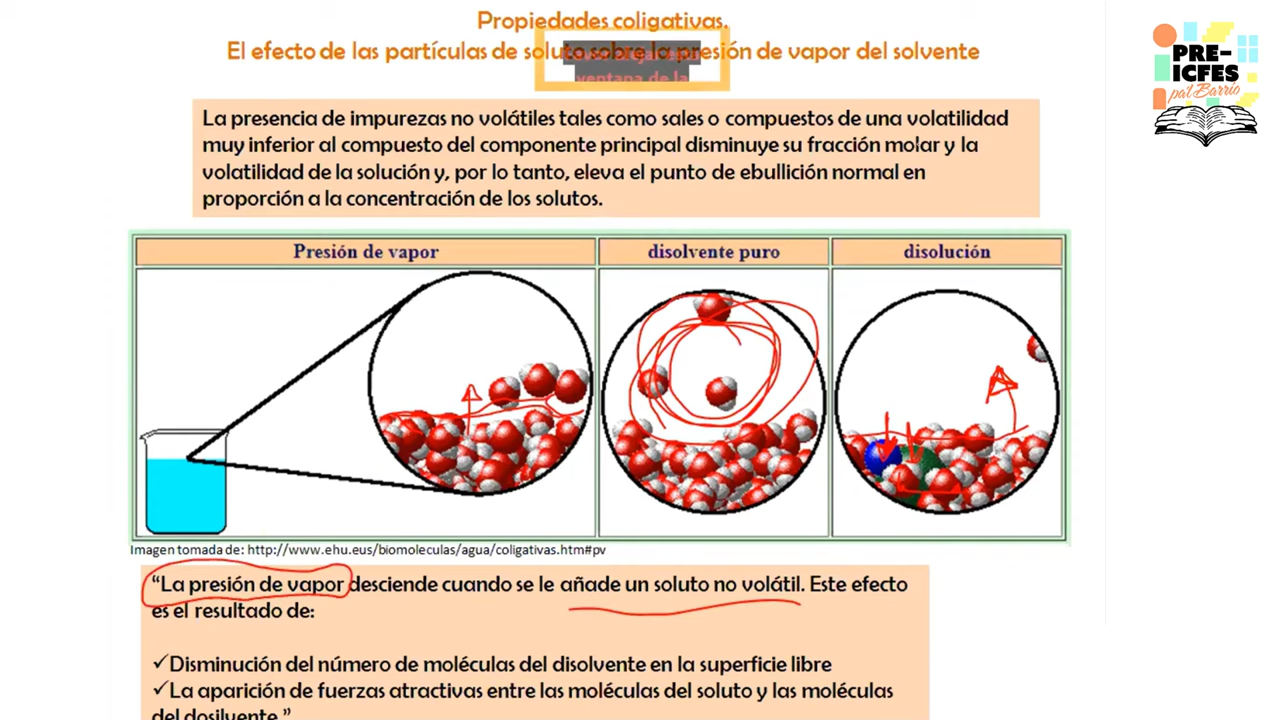 Propiedades coligativas.
El efecto de las partículas de soluto sobre la presión de vapor del solvente
ventana de la
PRE-
ICFES
pa'l Barrio
La presencia de impurezas no volátiles tales como sales o compuestos de una volatilidad
muy inferior al compuesto del componente principal disminuye su fracción molar y la
volatilidad de la solución y, por lo tanto, eleva el punto de ebullición normal en
proporción a la concentración de los solutos.
Presión de vapor
disolvente puro
disolución
Imagen tomada de: http://www.ehu.eus/biomoleculas/agua/coligativas.htm#pv
“La presión de vapor desciende cuando se le añade un soluto no volátil. Este efecto
es el resultado de:
✓Disminución del número de moléculas del disolvente en la superficie libre
✓La aparición de fuerzas atractivas entre las moléculas del soluto y las moléculas
del dosilvente.”